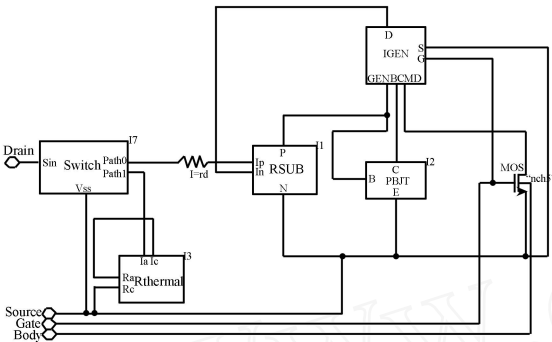 D
IGEN
S
G
GENBCMD
Drain
Sin
Switch
I7
Path0
Path1
Vss
I=rd
Ip
In
P
RSUB
N
I1
B
C
PBJT
E
I2
MOS
"nch5
Ia Ic
I3
Ra
Rthermal
Rc
Source
Gate
Body